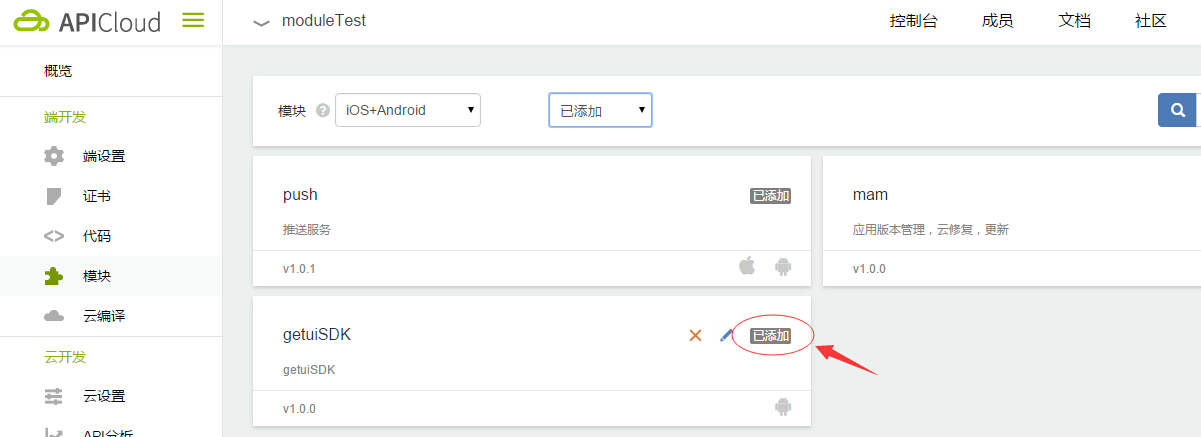 APICloud
moduleTest
控制台
成员
文档
社区
概览
端开发
端设置
证书
代码
模块
云编译
云开发
云设置
API分析
模块 ? iOS+Android
已添加
push
已添加
推送服务
v1.0.1
mam
应用版本管理，云修复，更新
v1.0.0
getuiSDK
已添加
getuiSDK
v1.0.0